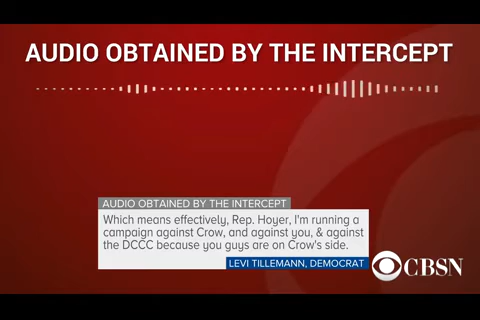 AUDIO OBTAINED BY THE INTERCEPT
AUDIO OBTAINED BY THE INTERCEPT
Which means effectively, Rep. Hoyer, I'm running a
campaign against Crow, and against you, & against
the DCCC because you guys are on Crow's side.
LEVI TILLEMANN, DEMOCRAT
CBSN